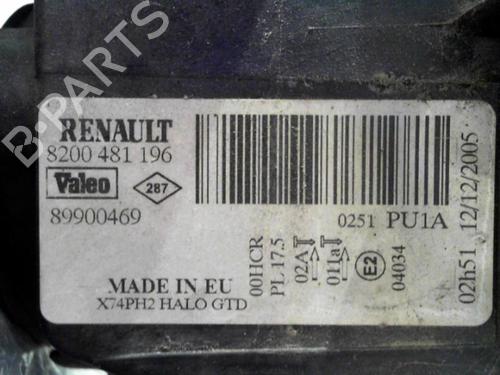 B-PARTS
RENAULT
8200 481 196
Valeo
287
89900469
0251 PU1A
MADE IN EU
X74PH2 HALO GTD
00HCR
PL 17.5
02A
011a
E2
04034
02h51 12/12/2005